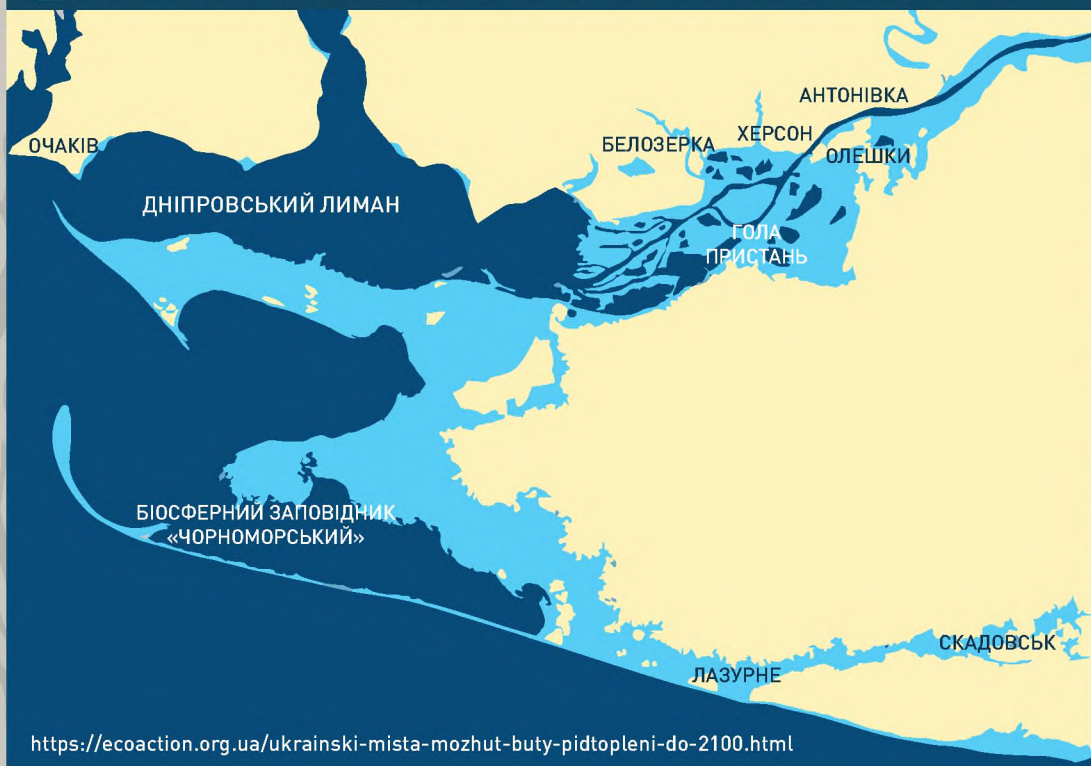 АНТОНІВКА
ОЧАКІВ
БЕЛОЗЕРКА
ХЕРСОН
ОЛЕШКИ
ДНІПРОВСЬКИЙ ЛИМАН
ГОЛА
ПРИСТАНЬ
БІОСФЕРНИЙ ЗАПОВІДНИК
«ЧОРНОМОРСЬКИЙ»
СКАДОВСЬК
ЛАЗУРНЕ
https://ecoaction.org.ua/ukrainski-mista-mozhut-buty-pidtopleni-do-2100.html